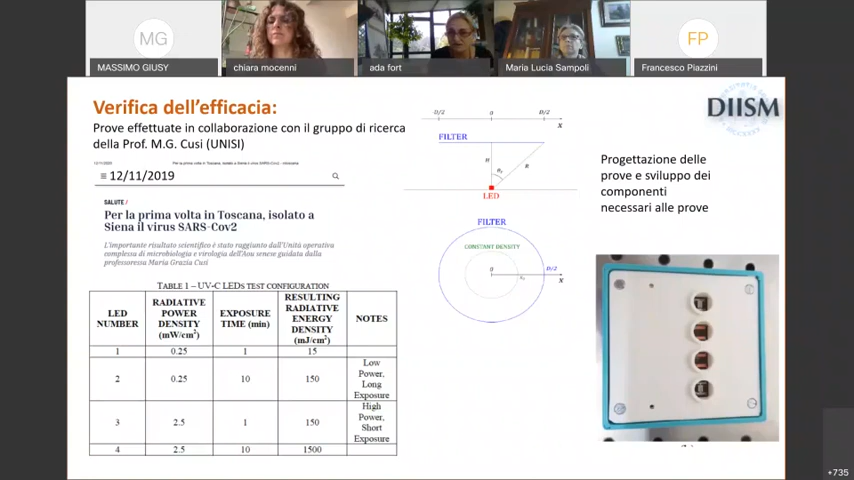 MG
FP
MASSIMO GIUSY
chiara mocenni
ada fort
Maria Lucia Sampoli
Francesco Piazzini
Verifica dell'efficacia:
Prove effettuate in collaborazione con il gruppo di ricerca
della Prof. M.G. Cusi (UNISI)
DIISM
12/11/2019
SALUTE /
Per la prima volta in Toscana, isolato a
Siena il virus SARS-Cov2
L'importante risultato scientifico è stato raggiunto dall'Unità operativa
complessa di microbiologia e virologia dell'Aou senese guidata dalla
professoressa Maria Grazia Cusi
TABLE 1 – UV-C LEDS TEST CONFIGURATION
LED NUMBER | RADIATIVE POWER DENSITY (mW/cm²) | EXPOSURE TIME (min) | RESULTING RADIATIVE ENERGY DENSITY (mJ/cm²) | NOTES
1 | 0.25 | 1 | 15
2 | 0.25 | 10 | 150 | Low Power, Long Exposure
3 | 2.5 | 1 | 150 | High Power, Short Exposure
4 | 2.5 | 10 | 1500
D/2 0 D/2
X
FILTER
H R
LED
FILTER
CONSTANT DENSITY
0 D/2
X
Progettazione delle
prove e sviluppo dei
componenti
necessari alle prove
+735